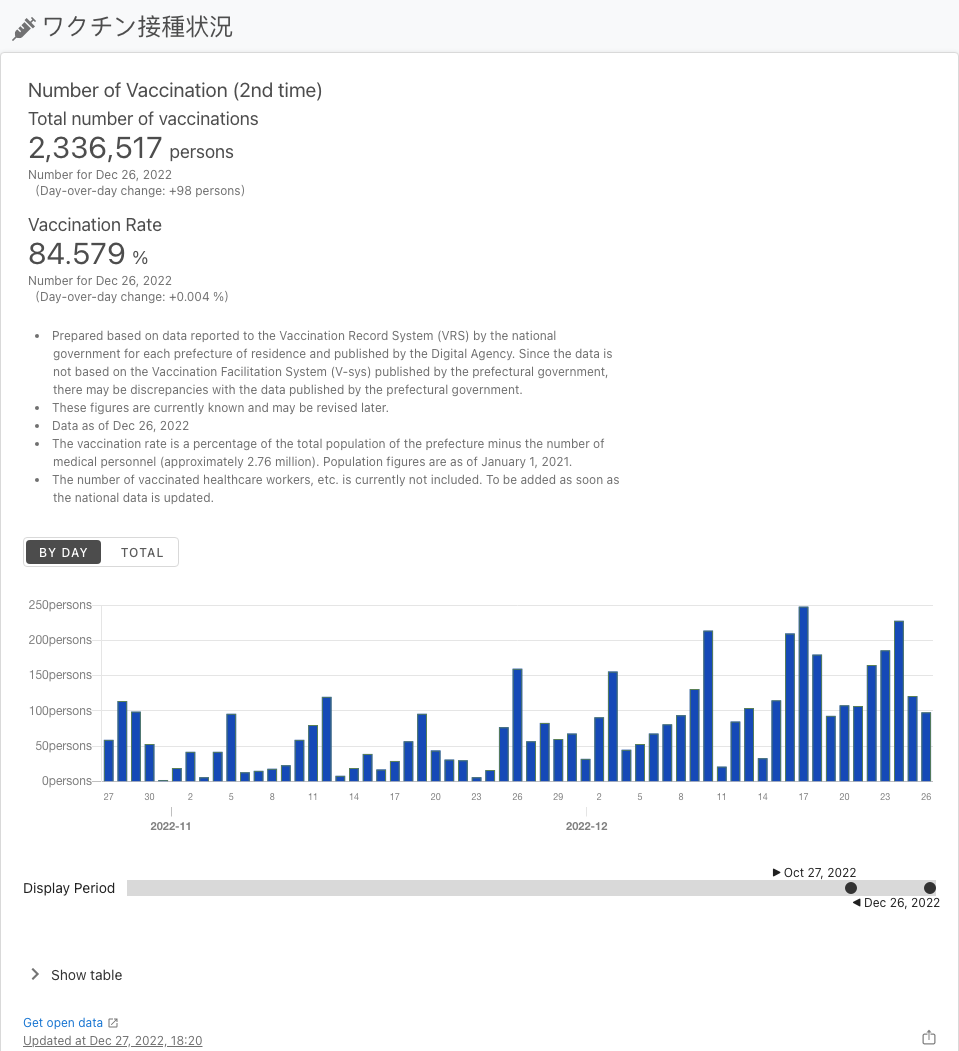 ワクチン接種状況
Number of Vaccination (2nd time)
Total number of vaccinations
2,336,517 persons
Number for Dec 26, 2022
(Day-over-day change: +98 persons)
Vaccination Rate
84.579 %
Number for Dec 26, 2022
(Day-over-day change: +0.004 %)
• Prepared based on data reported to the Vaccination Record System (VRS) by the national
government for each prefecture of residence and published by the Digital Agency. Since the data is
not based on the Vaccination Facilitation System (V-sys) published by the prefectural government,
there may be discrepancies with the data published by the prefectural government.
• These figures are currently known and may be revised later.
• Data as of Dec 26, 2022
• The vaccination rate is a percentage of the total population of the prefecture minus the number of
medical personnel (approximately 2.76 million). Population figures are as of January 1, 2021.
• The number of vaccinated healthcare workers, etc. is currently not included. To be added as soon as
the national data is updated.
BY DAY TOTAL
250persons
200persons
150persons
100persons
50persons
0persons
27 30 2 5 8 11 14 17 20 23 26 29 2 5 8 11 14 17 20 23 26
2022-11 2022-12
▶ Oct 27, 2022
Display Period
◀ Dec 26, 2022
Show table
Get open data
Updated at Dec 27, 2022, 18:20